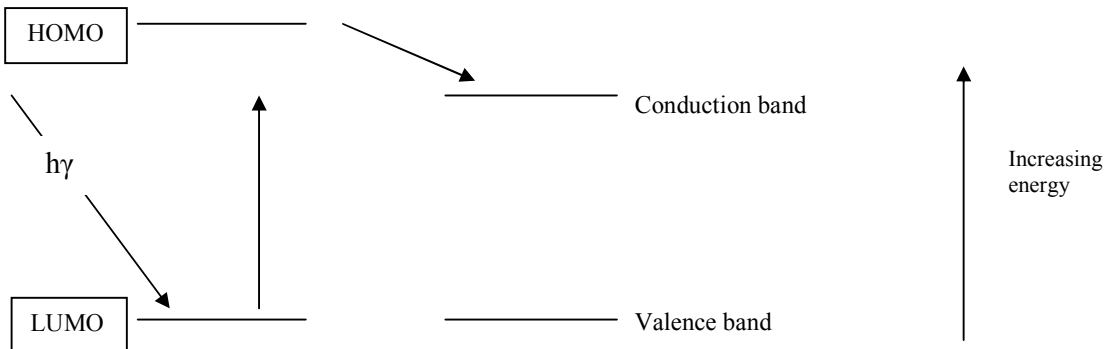 HOMO
Conduction band
hγ
Increasing
energy
LUMO
Valence band